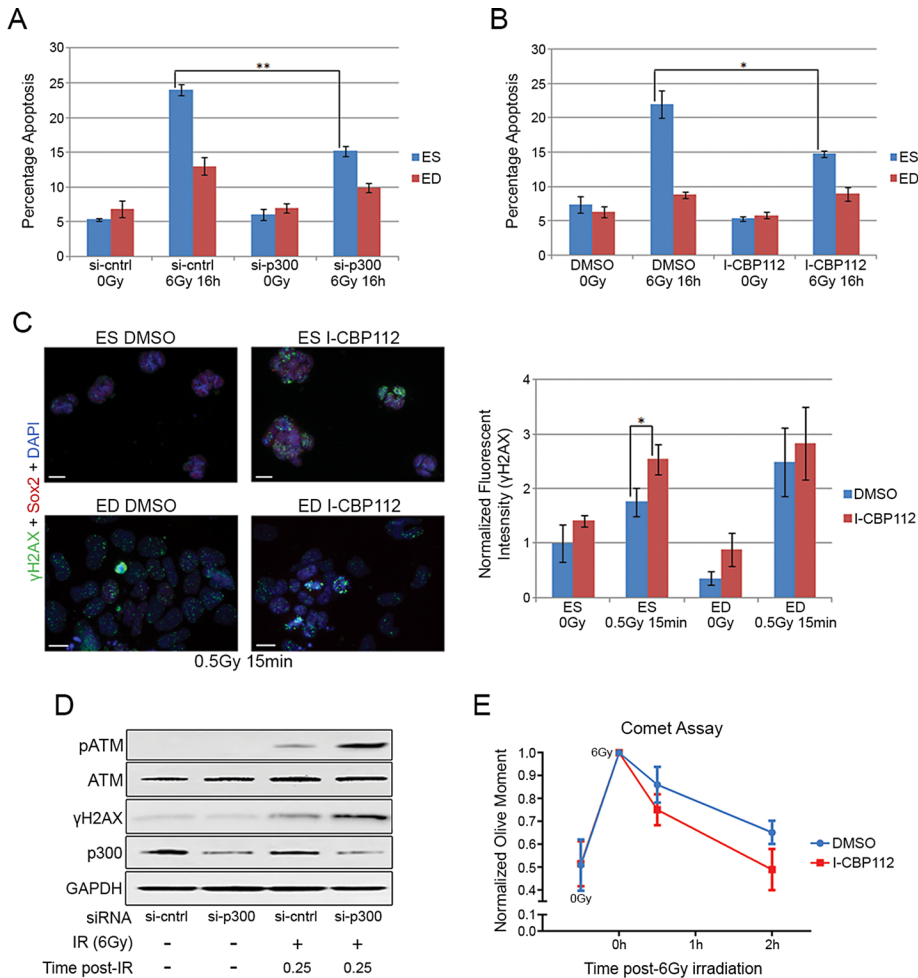 A
Percentage Apoptosis
30
25
20
15
10
5
0
**
si-cntrl
0Gy
si-cntrl
6Gy 16h
si-p300
0Gy
si-p300
6Gy 16h
ES
ED
B
Percentage Apoptosis
30
25
20
15
10
5
0
*
DMSO
0Gy
DMSO
6Gy 16h
I-CBP112
0Gy
I-CBP112
6Gy 16h
ES
ED
C
ES DMSO
ES I-CBP112
ED DMSO
ED I-CBP112
γH2AX + Sox2 + DAPI
0.5Gy 15min
Normalized Fluorescent
Intesnsity (γH2AX)
4
3
2
1
0
*
ES
0Gy
ES
0.5Gy 15min
ED
0Gy
ED
0.5Gy 15min
DMSO
I-CBP112
D
pATM
ATM
γH2AX
p300
GAPDH
siRNA si-cntrl si-p300 si-cntrl si-p300
IR (6Gy) - - + +
Time post-IR - - 0.25 0.25
E
Comet Assay
Normalized Olive Moment
1.0
0.9
0.8
0.7
0.6
0.5
0.4
0.1
0.0
6Gy
0Gy
0h 1h 2h
Time post-6Gy irradiation
DMSO
I-CBP112